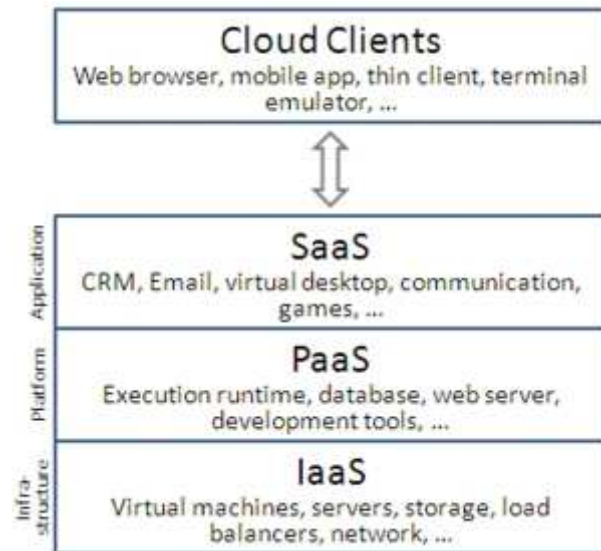 Cloud Clients
Web browser, mobile app, thin client, terminal
emulator, ...
Application
SaaS
CRM, Email, virtual desktop, communication,
games, ...
Platform
PaaS
Execution runtime, database, web server,
development tools, ...
Infra-
structure
IaaS
Virtual machines, servers, storage, load
balancers, network, ...